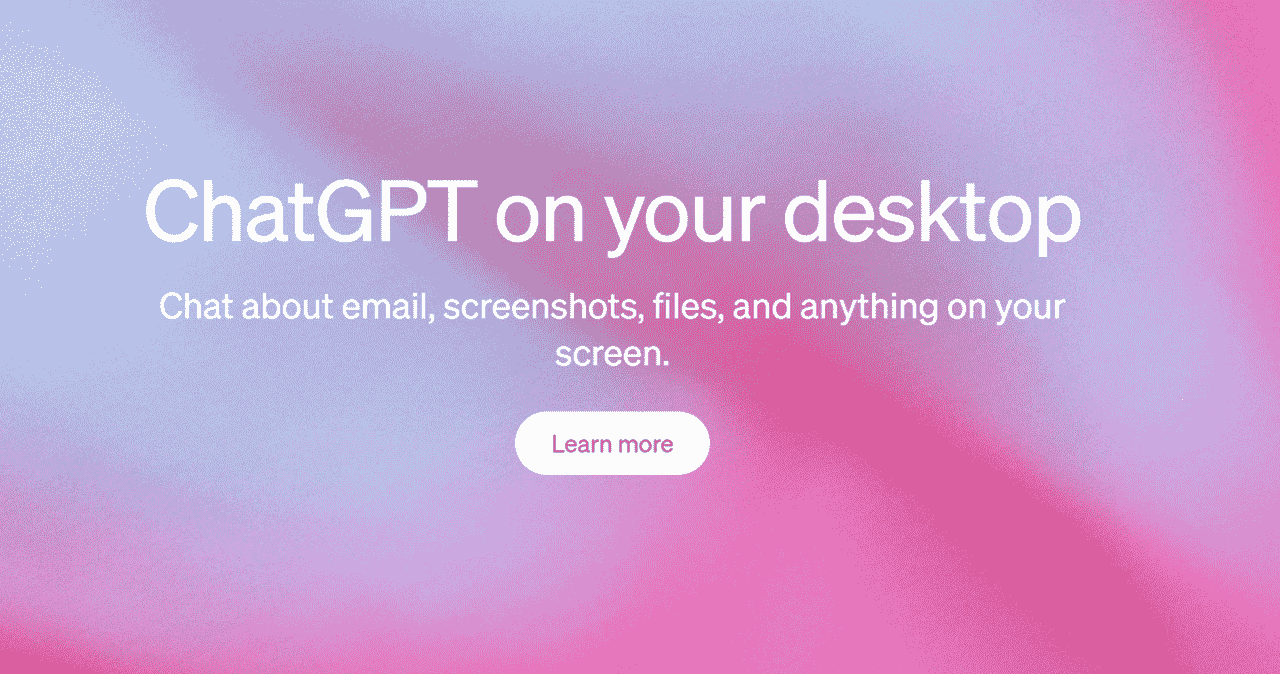 ChatGPT on your desktop
Chat about email, screenshots, files, and anything on your
screen.
Learn more